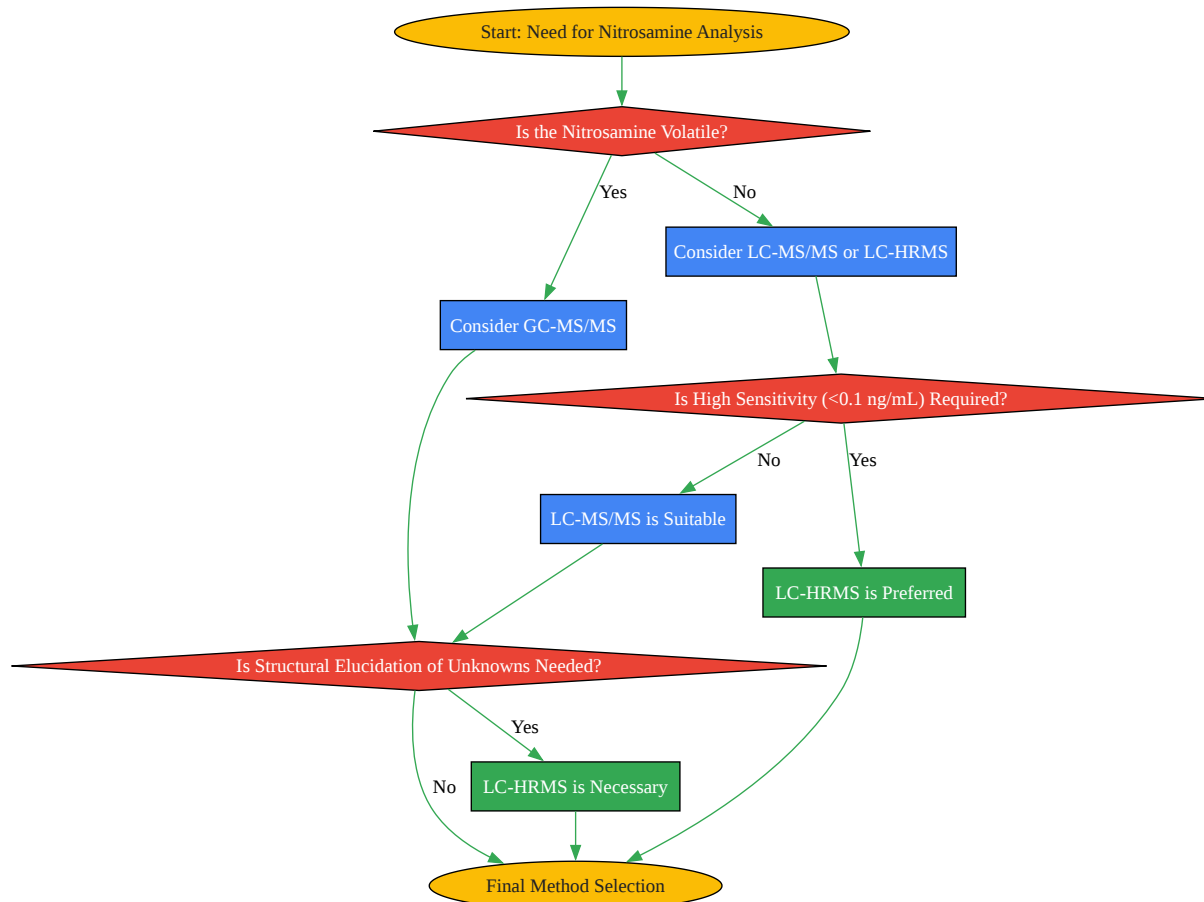 Start: Need for Nitrosamine Analysis
Is the Nitrosamine Volatile?
Yes
No
Consider LC-MS/MS or LC-HRMS
Consider GC-MS/MS
Is High Sensitivity (<0.1 ng/mL) Required?
No
Yes
LC-MS/MS is Suitable
LC-HRMS is Preferred
Is Structural Elucidation of Unknowns Needed?
Yes
No
LC-HRMS is Necessary
Final Method Selection